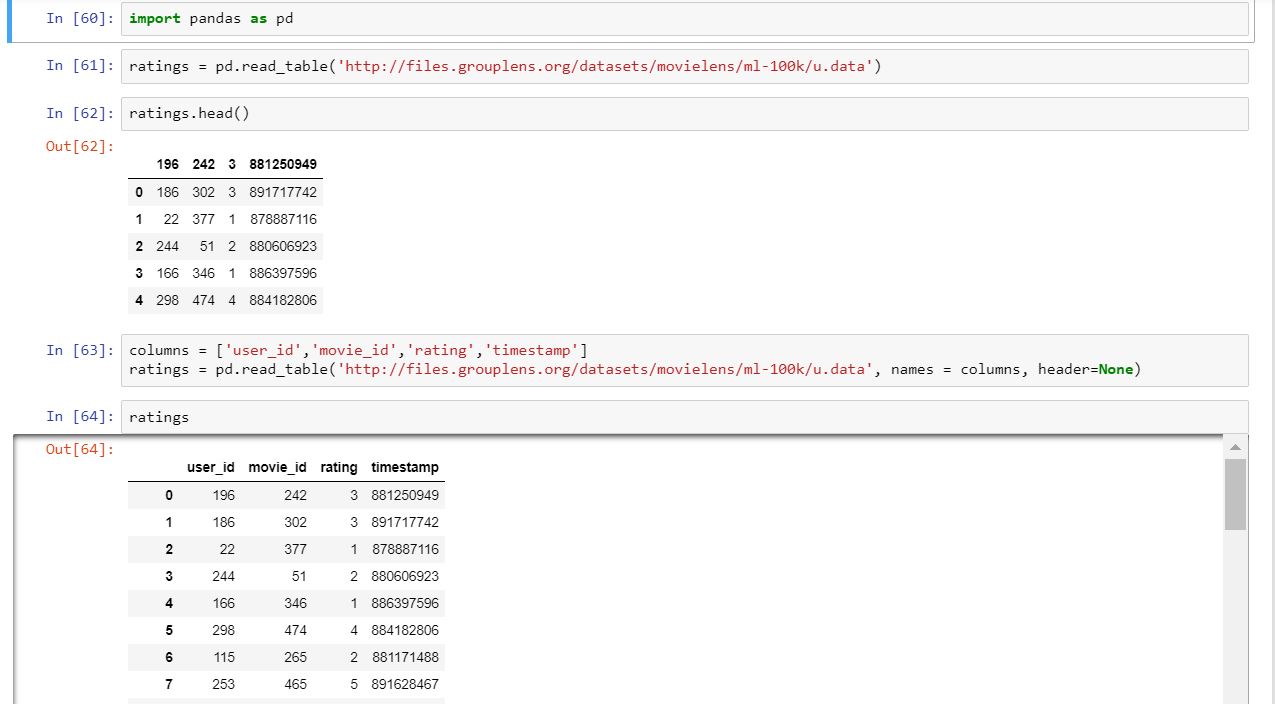 In [60]: import pandas as pd
In [61]: ratings = pd.read_table('http://files.grouplens.org/datasets/movielens/ml-100k/u.data')
In [62]: ratings.head()
Out[62]:
196 242 3 881250949
0 186 302 3 891717742
1 22 377 1 878887116
2 244 51 2 880606923
3 166 346 1 886397596
4 298 474 4 884182806
In [63]: columns = ['user_id','movie_id','rating','timestamp']
ratings = pd.read_table('http://files.grouplens.org/datasets/movielens/ml-100k/u.data', names = columns, header=None)
In [64]: ratings
Out[64]:
user_id movie_id rating timestamp
0 196 242 3 881250949
1 186 302 3 891717742
2 22 377 1 878887116
3 244 51 2 880606923
4 166 346 1 886397596
5 298 474 4 884182806
6 115 265 2 881171488
7 253 465 5 891628467